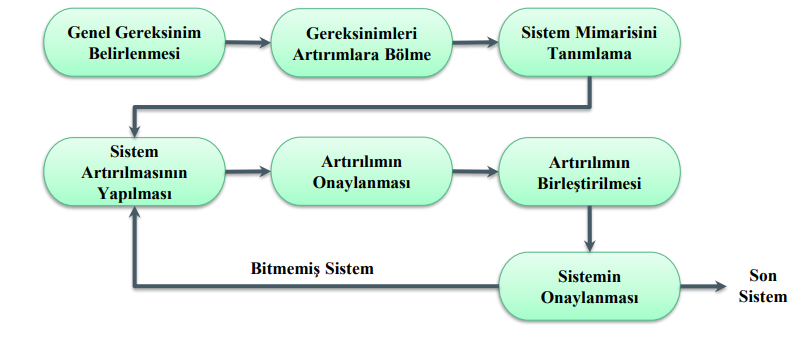 Genel Gereksinim
Belirlenmesi
Gereksinimleri
Artırımlara Bölme
Sistem Mimarisini
Tanımlama
Sistem
Artırılmasının
Yapılması
Artırılımın
Onaylanması
Artırılımın
Birleştirilmesi
Bitmemiş Sistem
Sistemin
Onaylanması
Son
Sistem